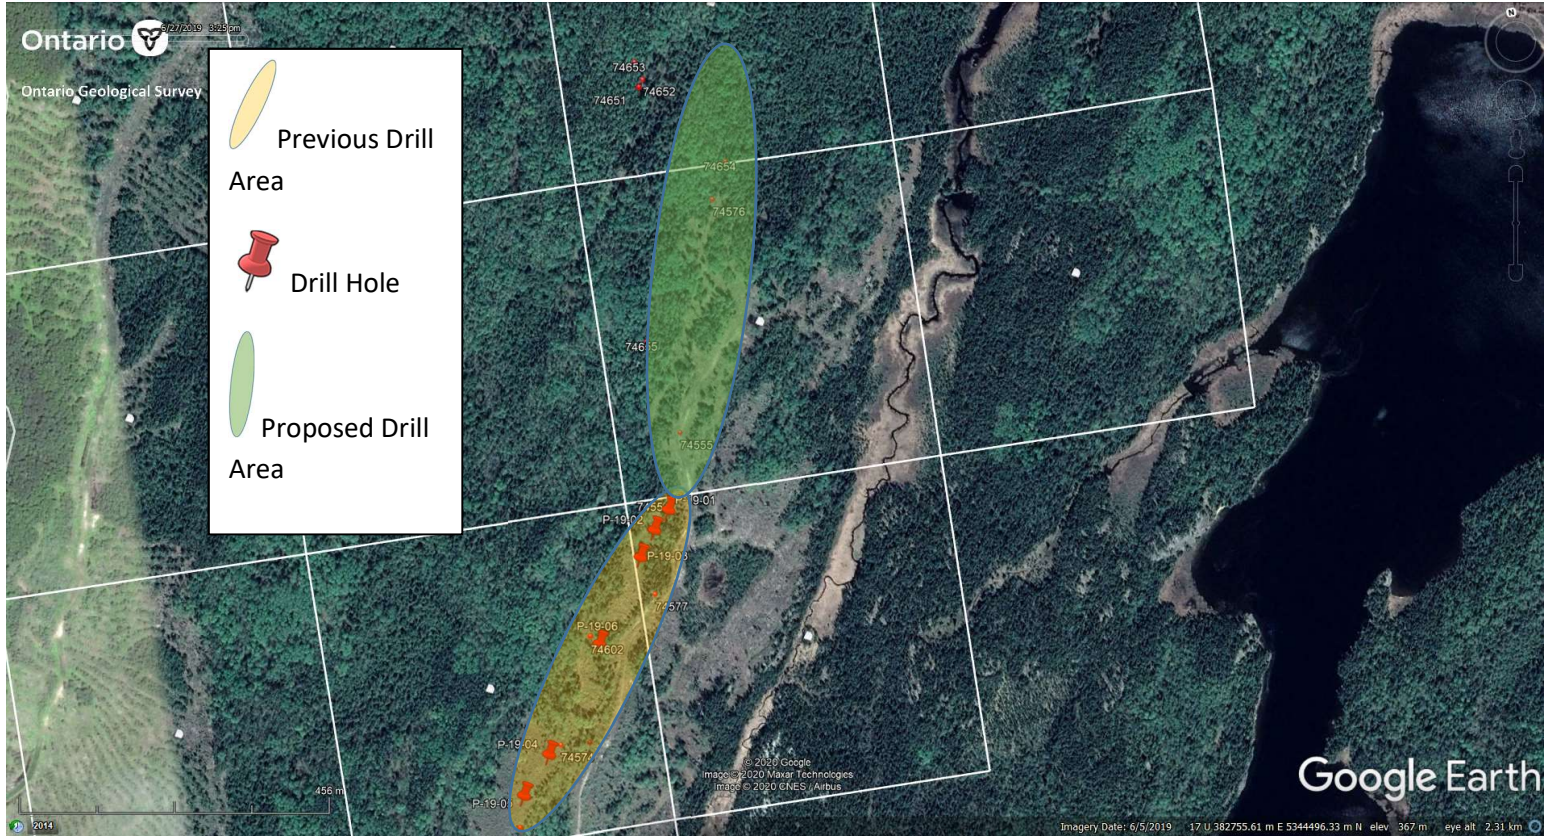 6/27/2019 3:25 pm
Ontario
Ontario Geological Survey
Previous Drill
Area
Drill Hole
Proposed Drill
Area
74653
74652
74651
74654
74576
74555
P-19-02
P-19-03
74577
P-19-06
74602
P-19-04
74574
456 m
2014
© 2020 Google
Image © 2020 Maxar Technologies
Image © 2020 CNES / Airbus
Google Earth
Imagery Date: 6/5/2019 17 U 382755.61 m E 5344496.33 m N elev 367 m eye alt 2.31 km
N